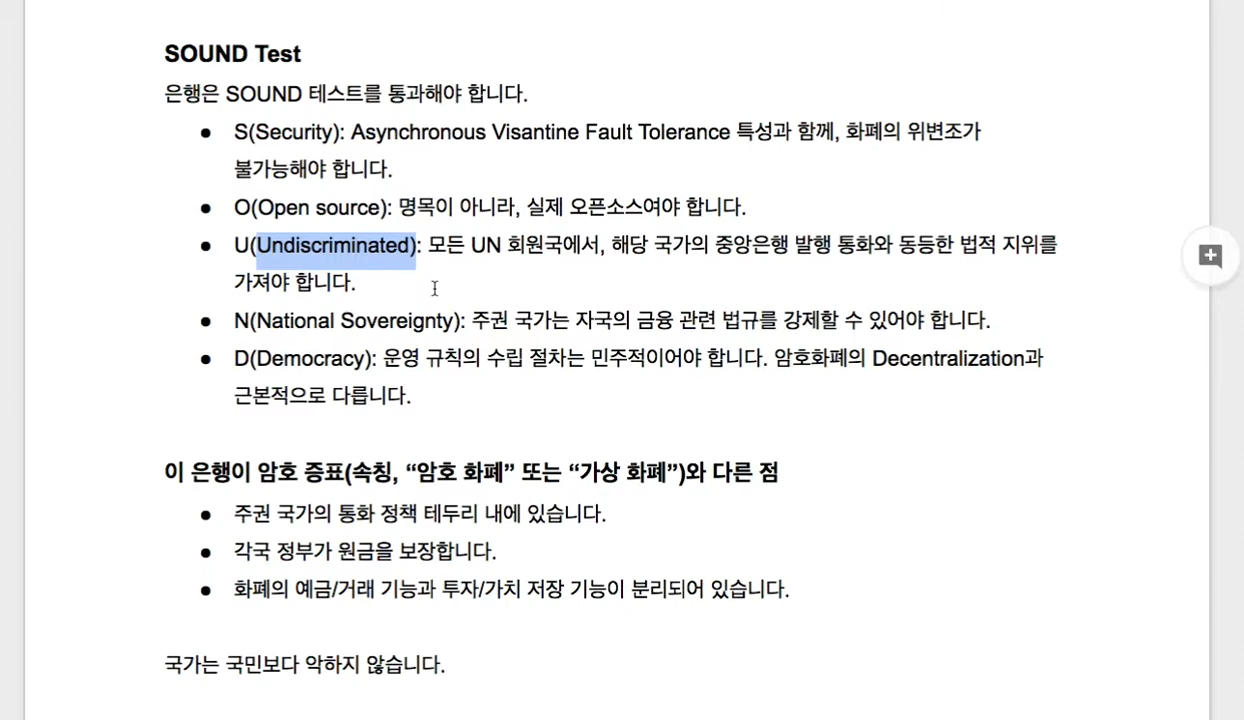 SOUND Test
은행은 SOUND 테스트를 통과해야 합니다.
● S(Security): Asynchronous Visantine Fault Tolerance 특성과 함께, 화폐의 위변조가
불가능해야 합니다.
● O(Open source): 명목이 아니라, 실제 오픈소스여야 합니다.
● U(Undiscriminated): 모든 UN 회원국에서, 해당 국가의 중앙은행 발행 통화와 동등한 법적 지위를
가져야 합니다.
● N(National Sovereignty): 주권 국가는 자국의 금융 관련 법규를 강제할 수 있어야 합니다.
● D(Democracy): 운영 규칙의 수립 절차는 민주적이어야 합니다. 암호화폐의 Decentralization과
근본적으로 다릅니다.
이 은행이 암호 증표(속칭, “암호 화폐” 또는 “가상 화폐”)와 다른 점
● 주권 국가의 통화 정책 테두리 내에 있습니다.
● 각국 정부가 원금을 보장합니다.
● 화폐의 예금/거래 기능과 투자/가치 저장 기능이 분리되어 있습니다.
국가는 국민보다 악하지 않습니다.